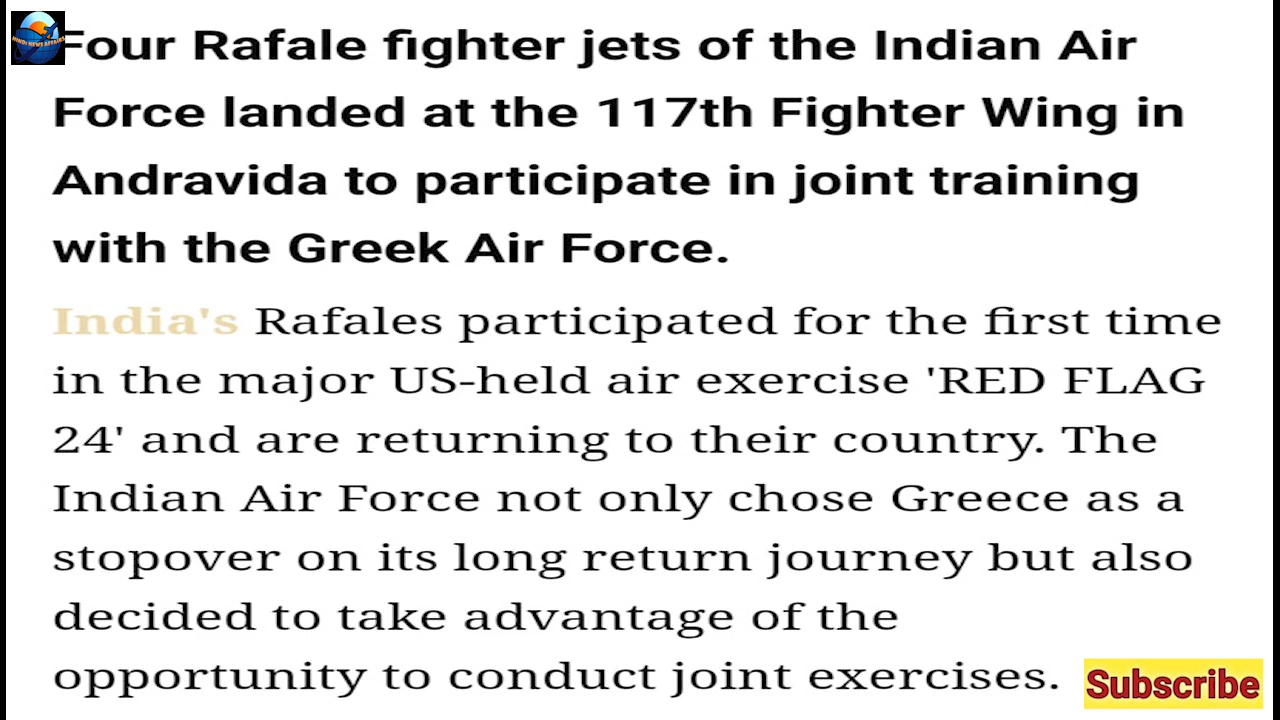 HINDI NEWS AFFAIRS
Four Rafale fighter jets of the Indian Air
Force landed at the 117th Fighter Wing in
Andravida to participate in joint training
with the Greek Air Force.
India's Rafales participated for the first time
in the major US-held air exercise 'RED FLAG
24' and are returning to their country. The
Indian Air Force not only chose Greece as a
stopover on its long return journey but also
decided to take advantage of the
opportunity to conduct joint exercises.
Subscribe